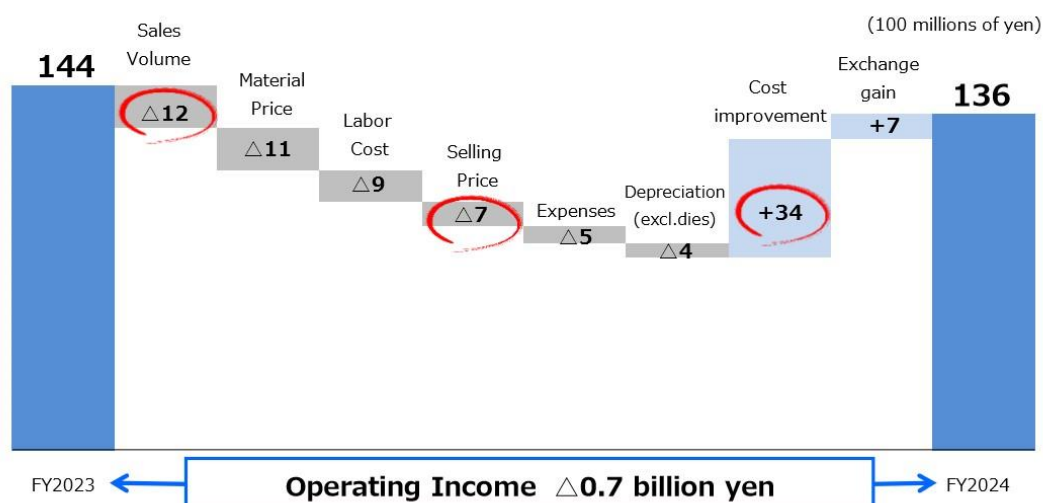 (100 millions of yen)
144
Sales
Volume
△12
Material
Price
△11
Labor
Cost
△9
Selling
Price
△7
Expenses
△5
Depreciation
(excl.dies)
△4
Cost
improvement
+34
Exchange
gain
+7
136
FY2023
Operating Income △0.7 billion yen
FY2024